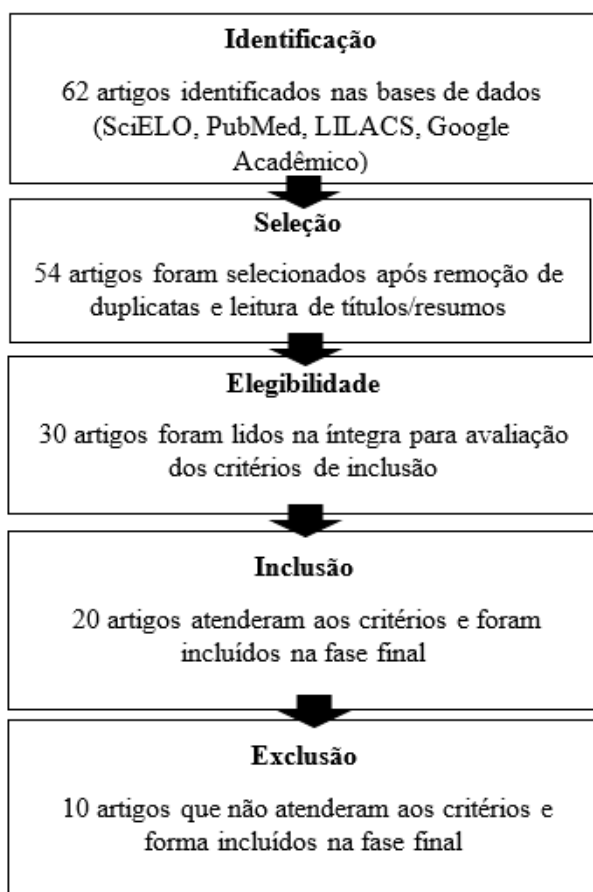 Identificação
62 artigos identificados nas bases de dados
(SciELO, PubMed, LILACS, Google
Acadêmico)
Seleção
54 artigos foram selecionados após remoção de
duplicatas e leitura de títulos/resumos
Elegibilidade
30 artigos foram lidos na íntegra para avaliação
dos critérios de inclusão
Inclusão
20 artigos atenderam aos critérios e foram
incluídos na fase final
Exclusão
10 artigos que não atenderam aos critérios e
forma incluídos na fase final